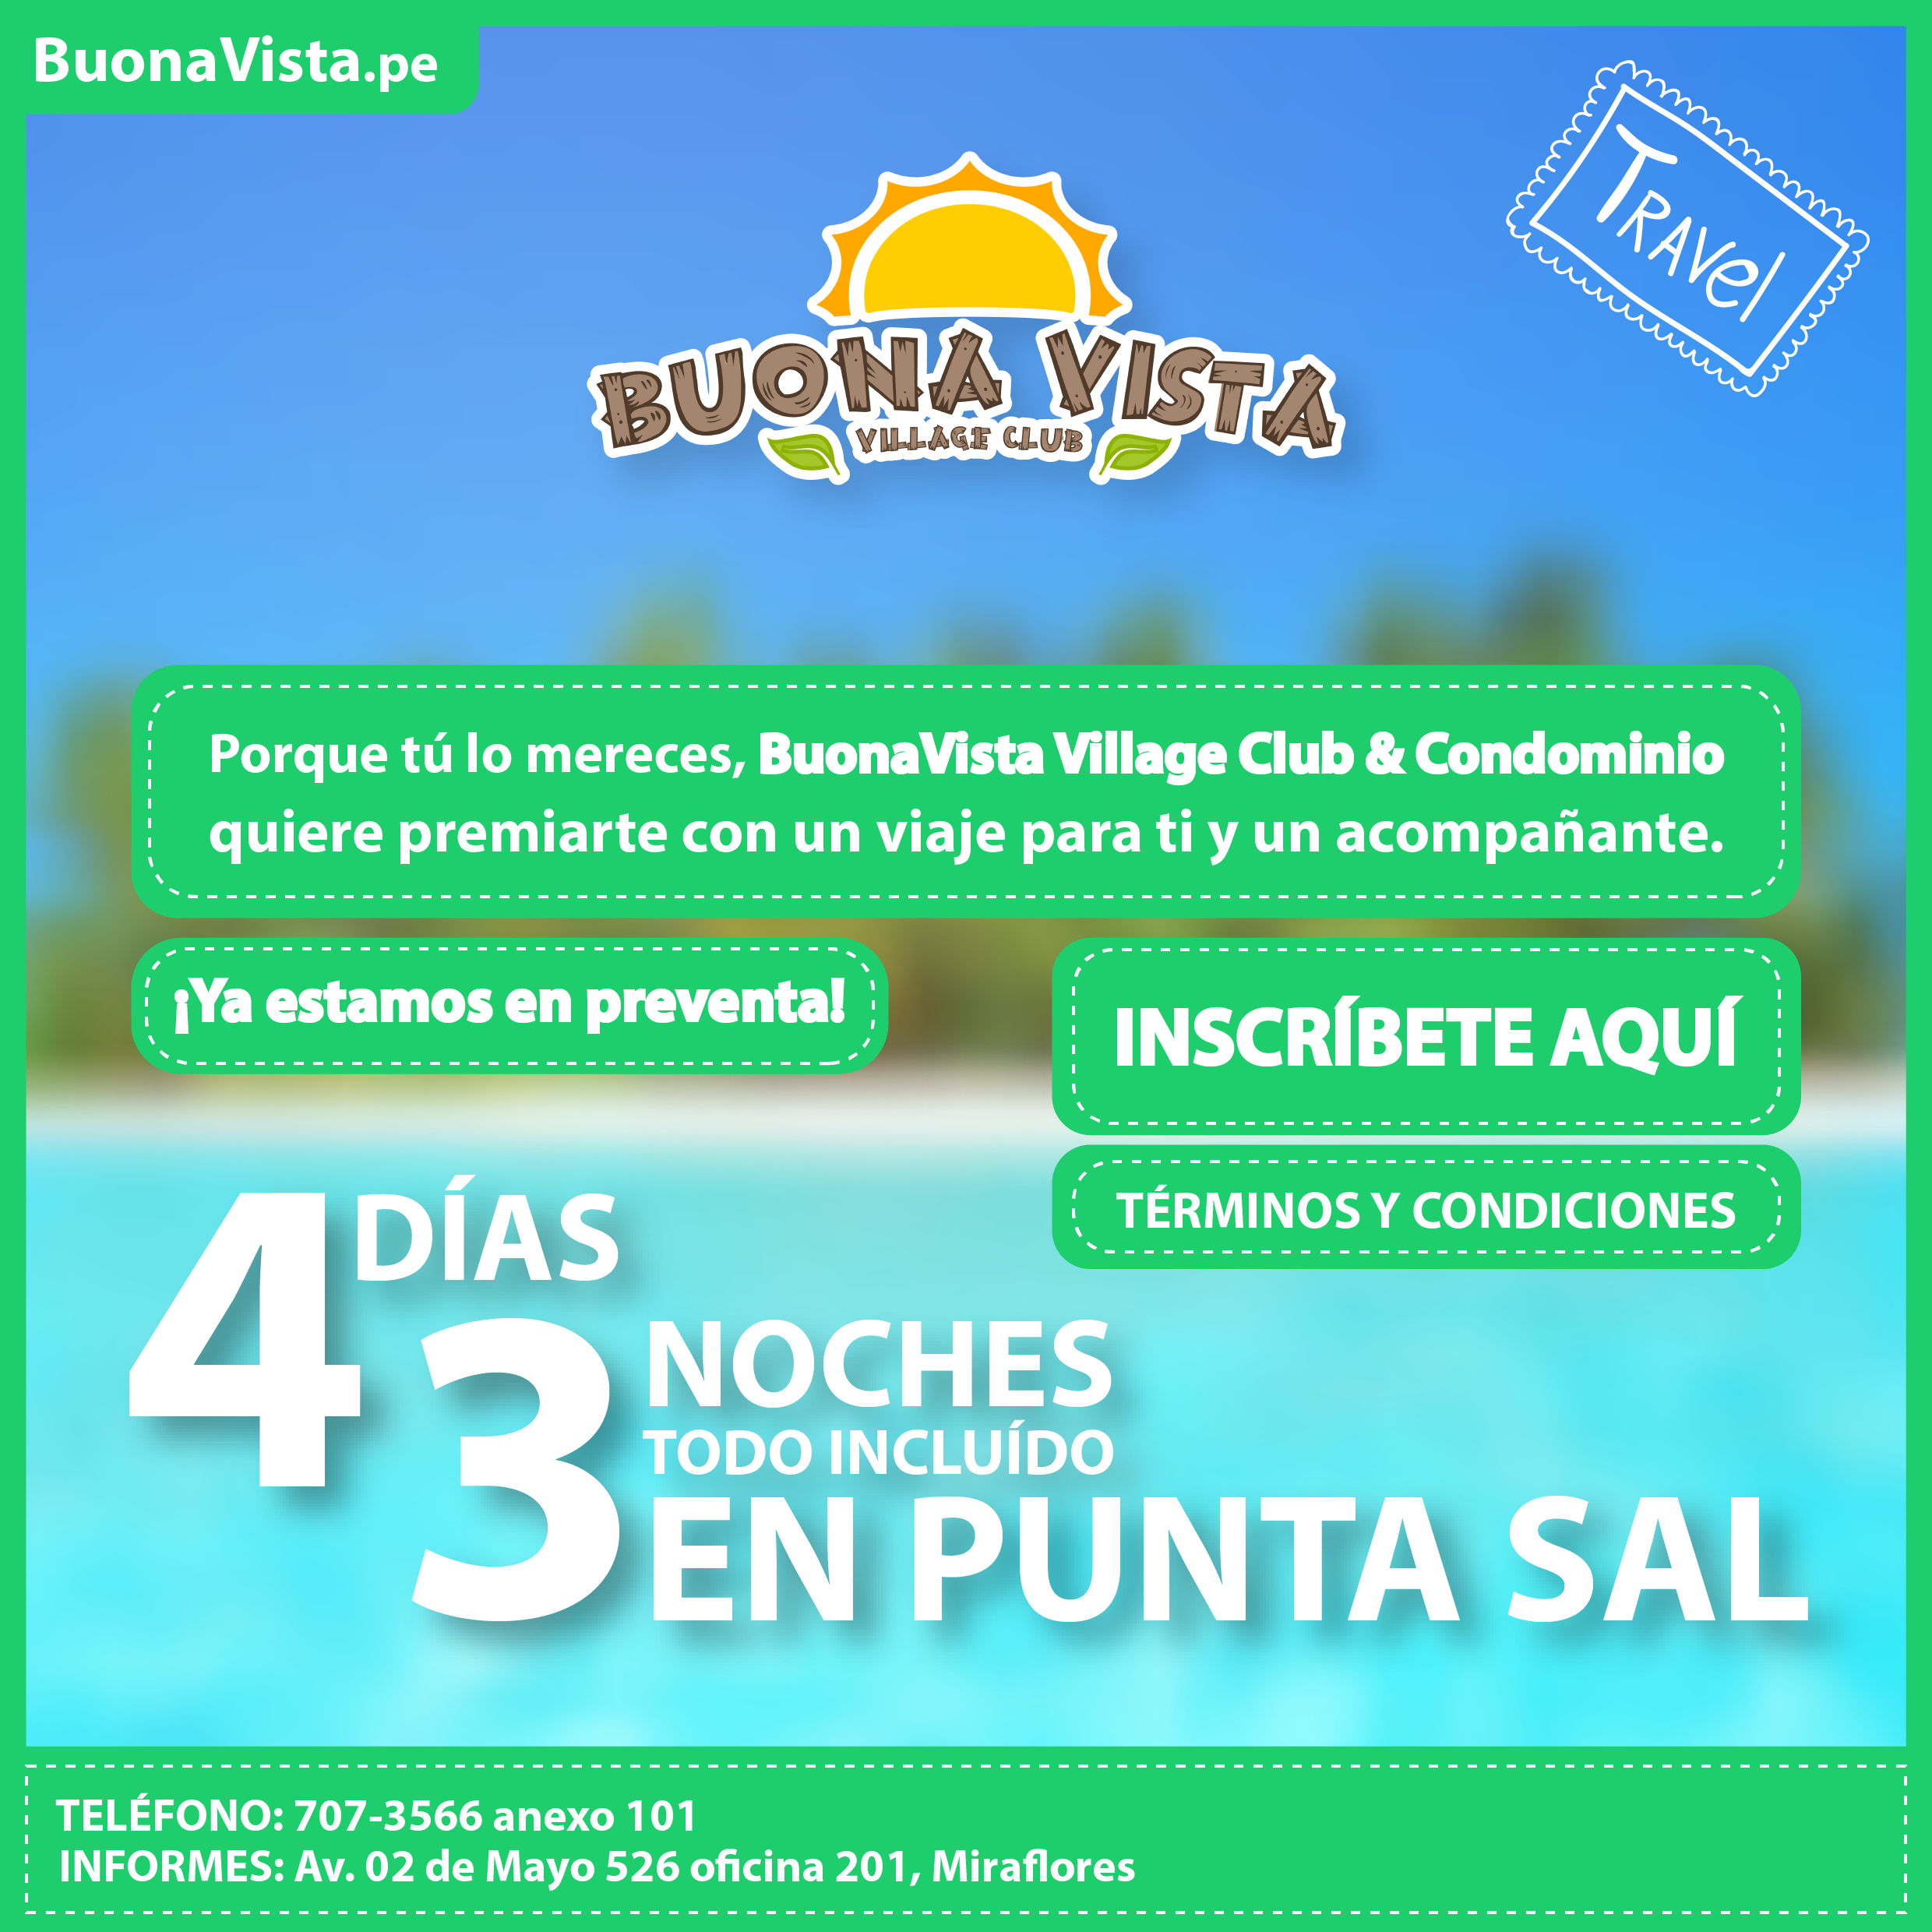 BuonaVista.pe
TRAVel
BUONA VISTA
VILLAGE CLUB
Porque tú lo mereces, BuonaVista Village Club & Condominio
quiere premiarte con un viaje para ti y un acompañante.
¡Ya estamos en preventa!
INSCRÍBETE AQUÍ
TÉRMINOS Y CONDICIONES
4 DÍAS
3 NOCHES
TODO INCLUÍDO
EN PUNTA SAL
TELÉFONO: 707-3566 anexo 101
INFORMES: Av. 02 de Mayo 526 oficina 201, Miraflores